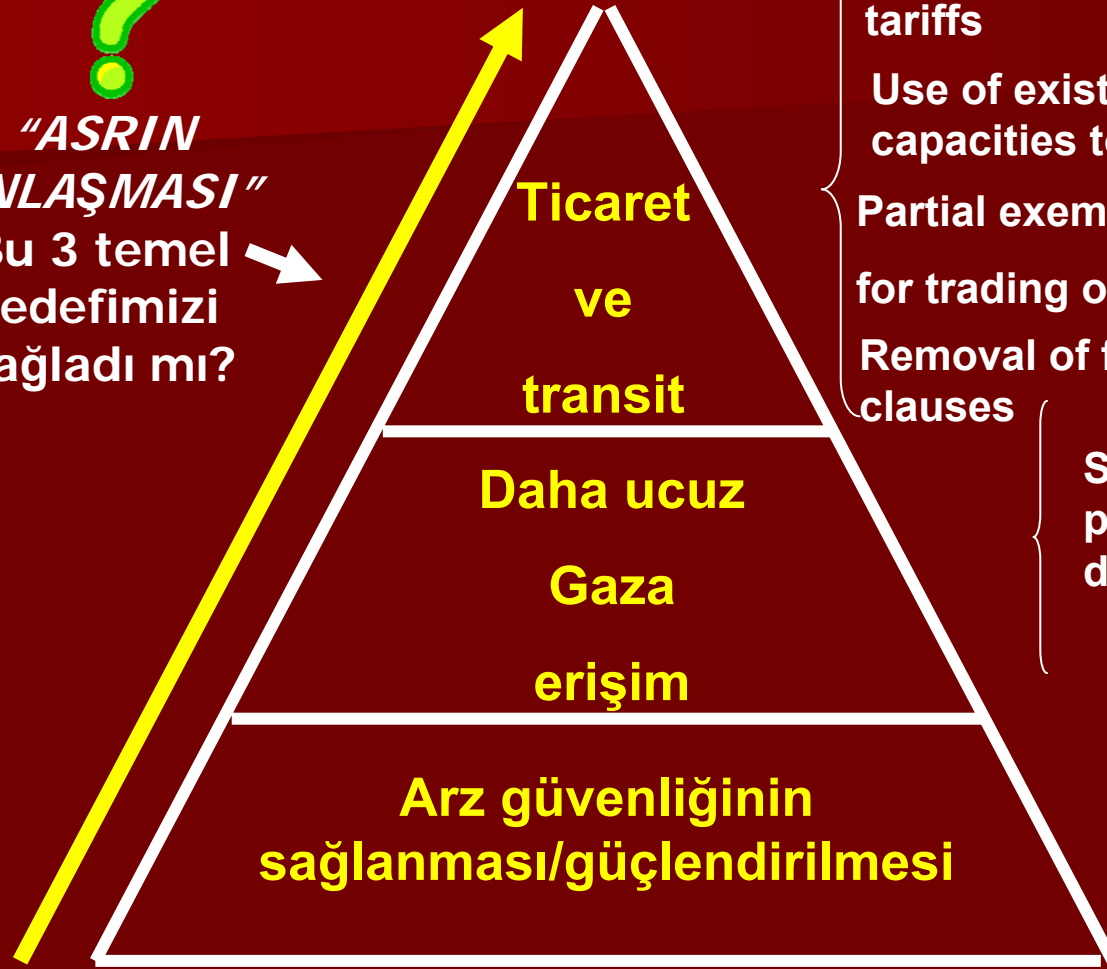 "ASRIN
NLAŞMASI"
3 temel
edefimizi
ağladı mı?
Ticaret
ve
transit
Daha ucuz
Gaza
erişim
Arz güvenliğinin
sağlanması/güçlendirilmesi
tariffs
Use of exist
capacities
Partial exem
for trading
Removal of
clauses